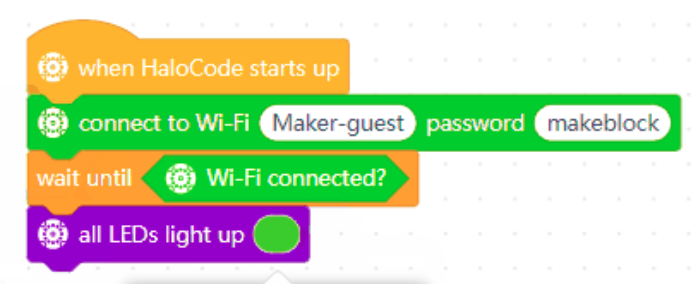 when HaloCode starts up
connect to Wi-Fi Maker-guest password makeblock
wait until Wi-Fi connected?
all LEDs light up